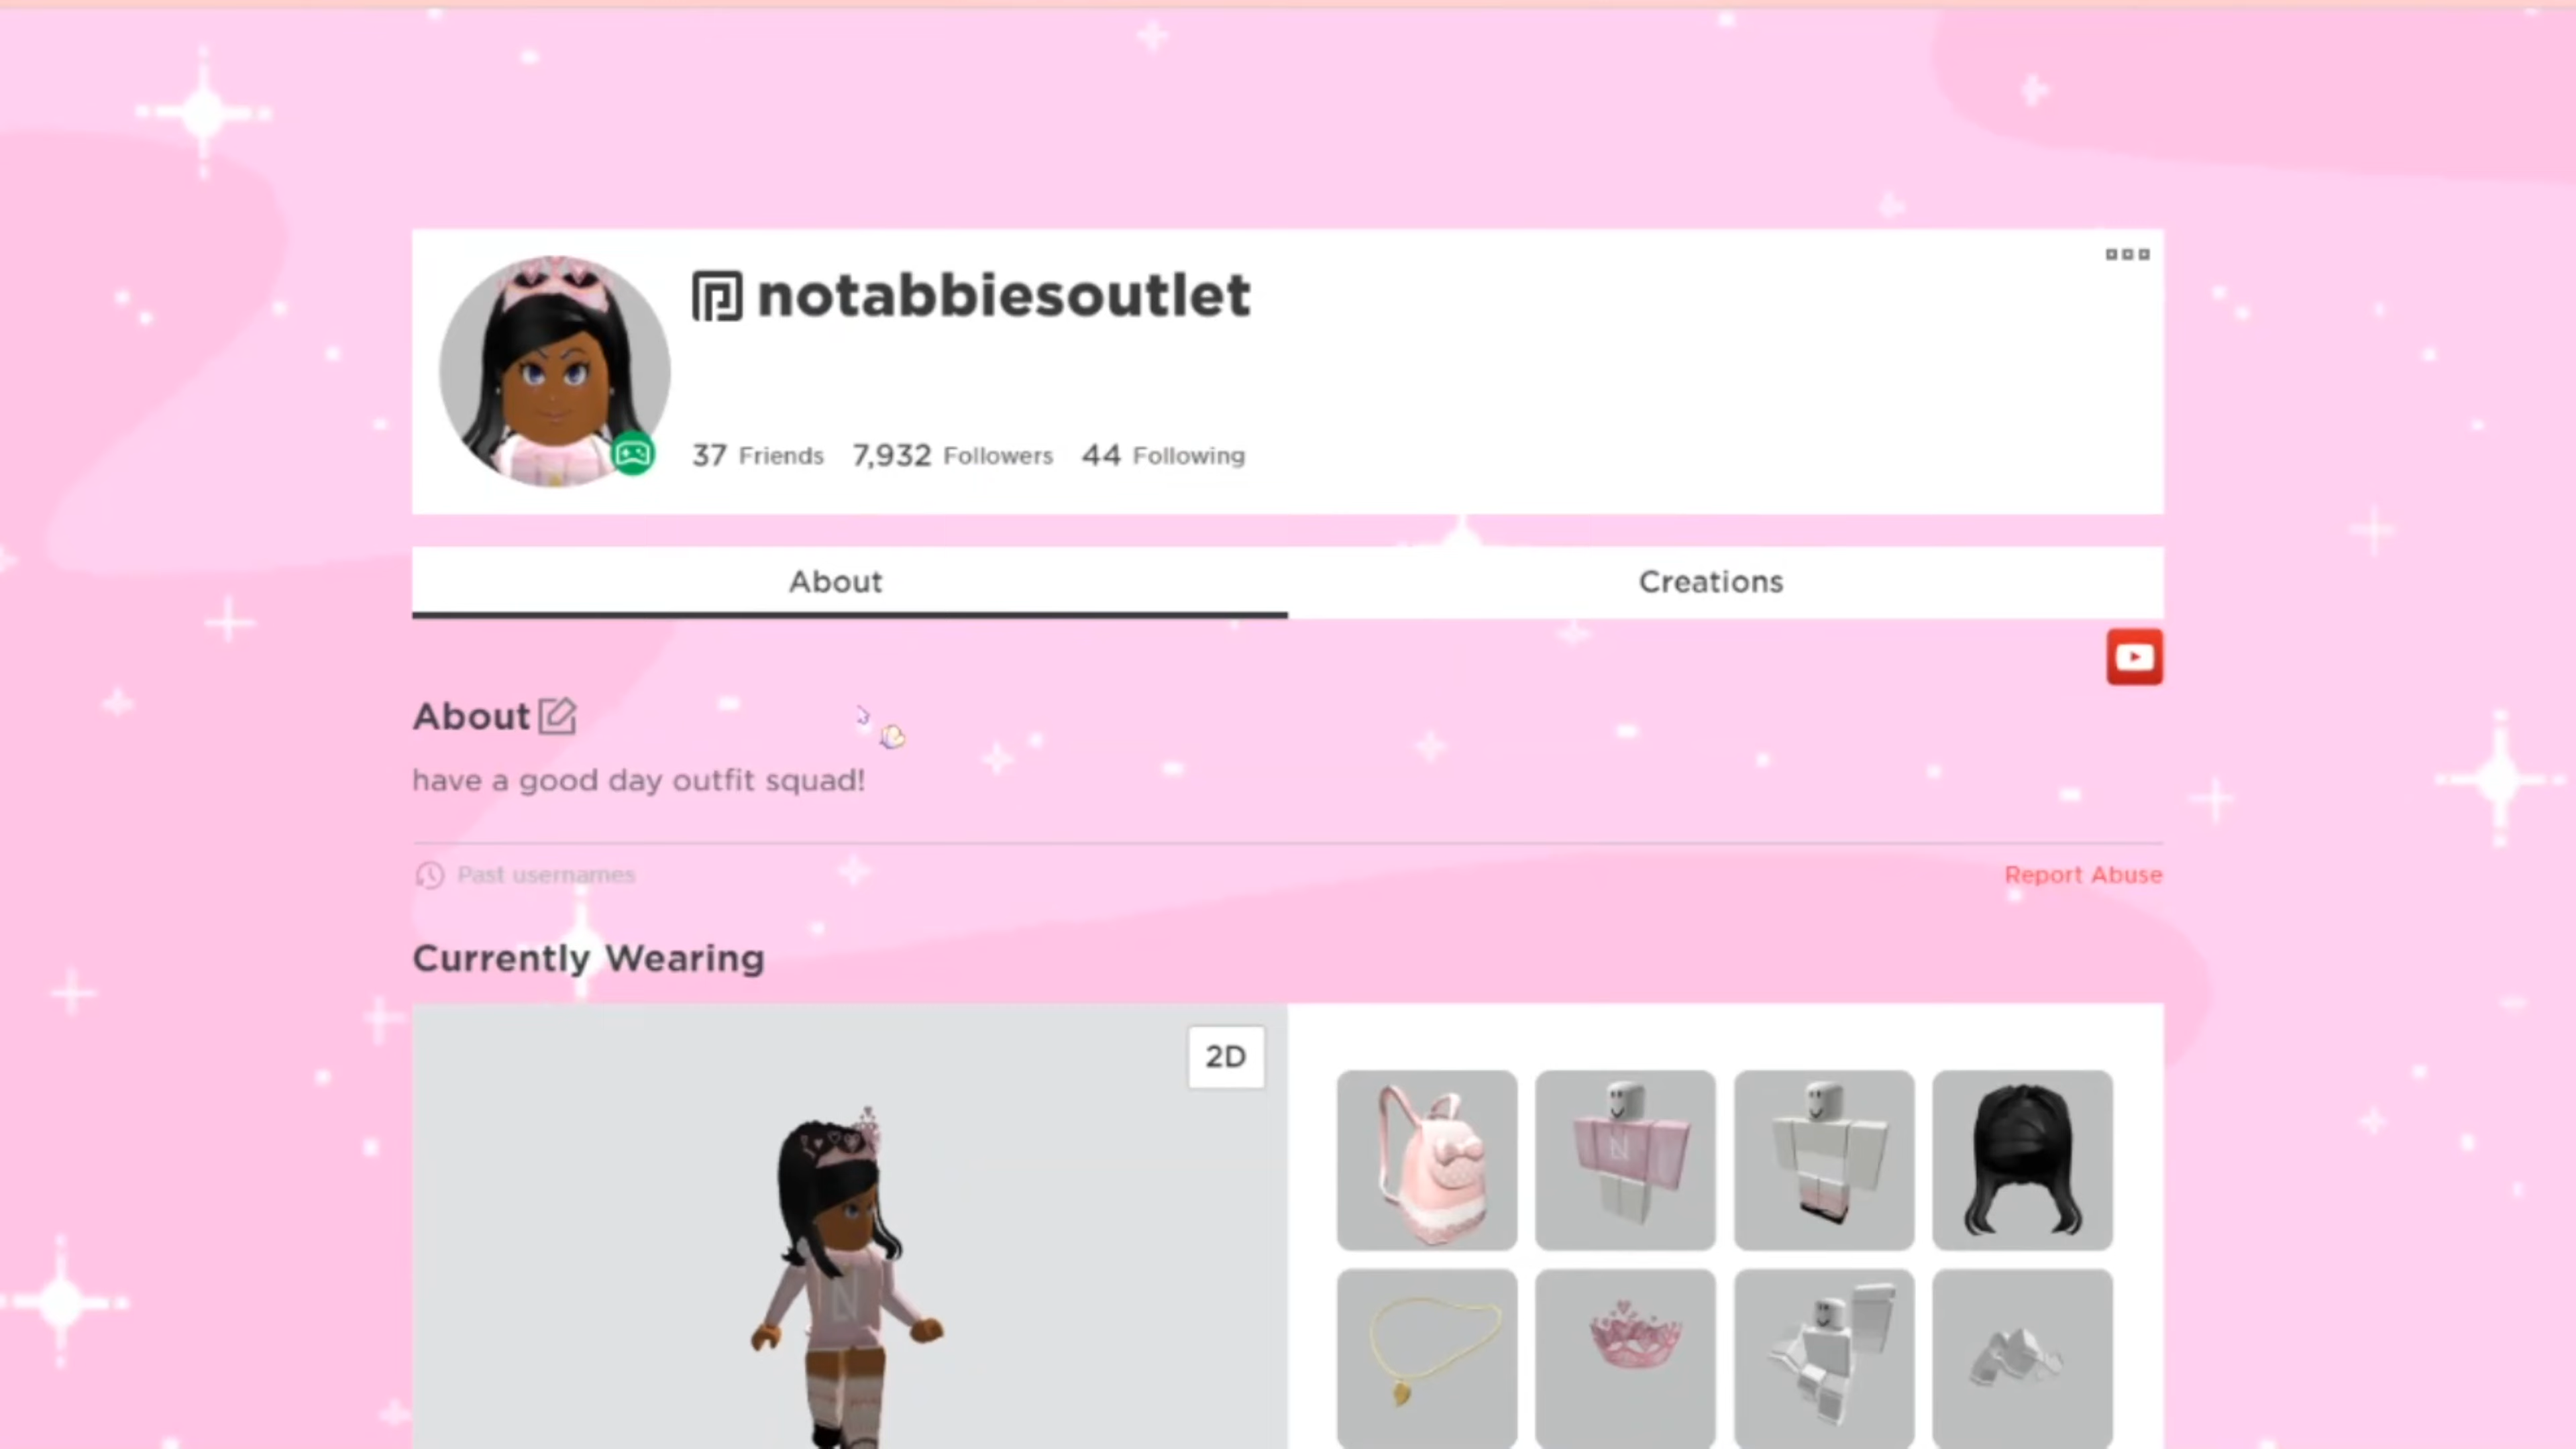 notabbiesoutlet
37 Friends 7,932 Followers 44 Following
About Creations
About
have a good day outfit squad!
Past usernames Report Abuse
Currently Wearing
2D
N
N